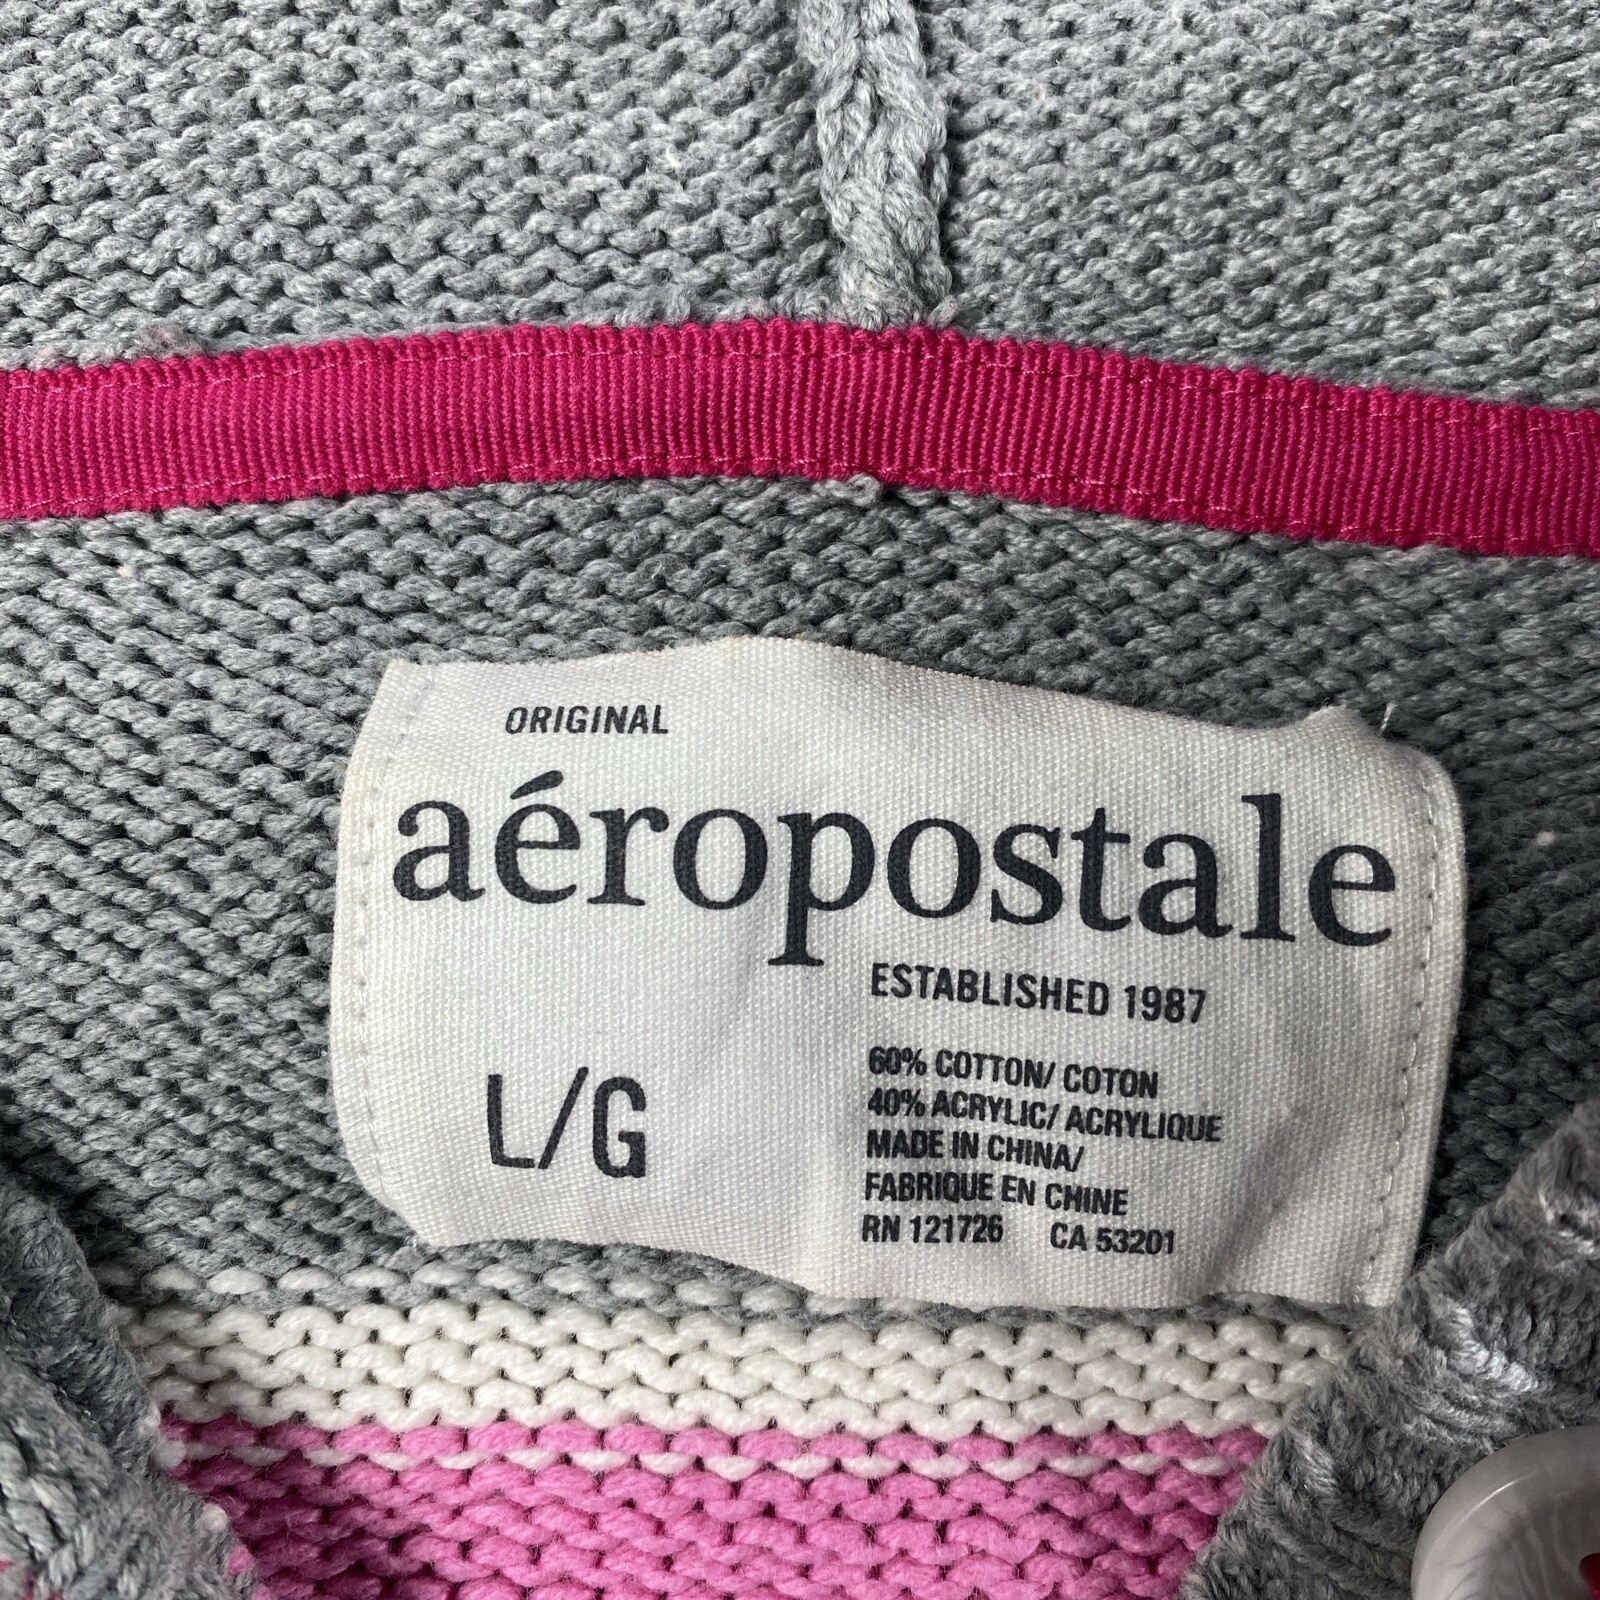 ORIGINAL
aéropostale
ESTABLISHED 1987
L/G
60% COTTON/ COTON
40% ACRYLIC/ ACRYLIQUE
MADE IN CHINA/
FABRIQUE EN CHINE
RN 121726 CA 53201